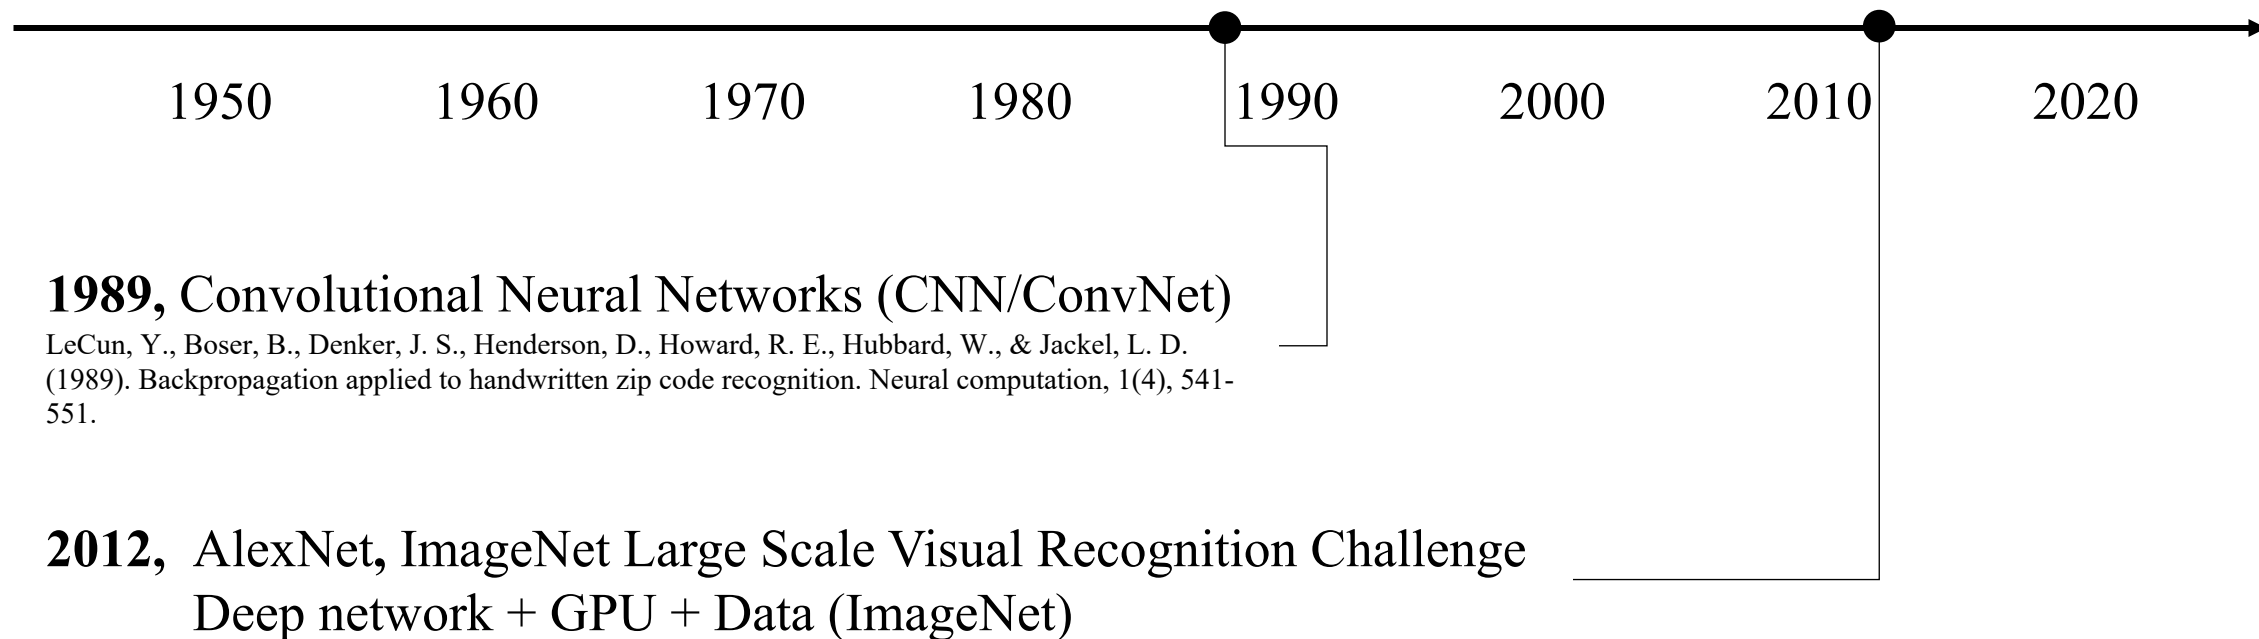 1950 1960 1970 1980 1990 2000 2010 2020
1989, Convolutional Neural Networks (CNN/ConvNet)
LeCun, Y., Boser, B., Denker, J. S., Henderson, D., Howard, R. E., Hubbard, W., & Jackel, L. D.
(1989). Backpropagation applied to handwritten zip code recognition. Neural computation, 1(4), 541-
551.
2012, AlexNet, ImageNet Large Scale Visual Recognition Challenge
Deep network + GPU + Data (ImageNet)